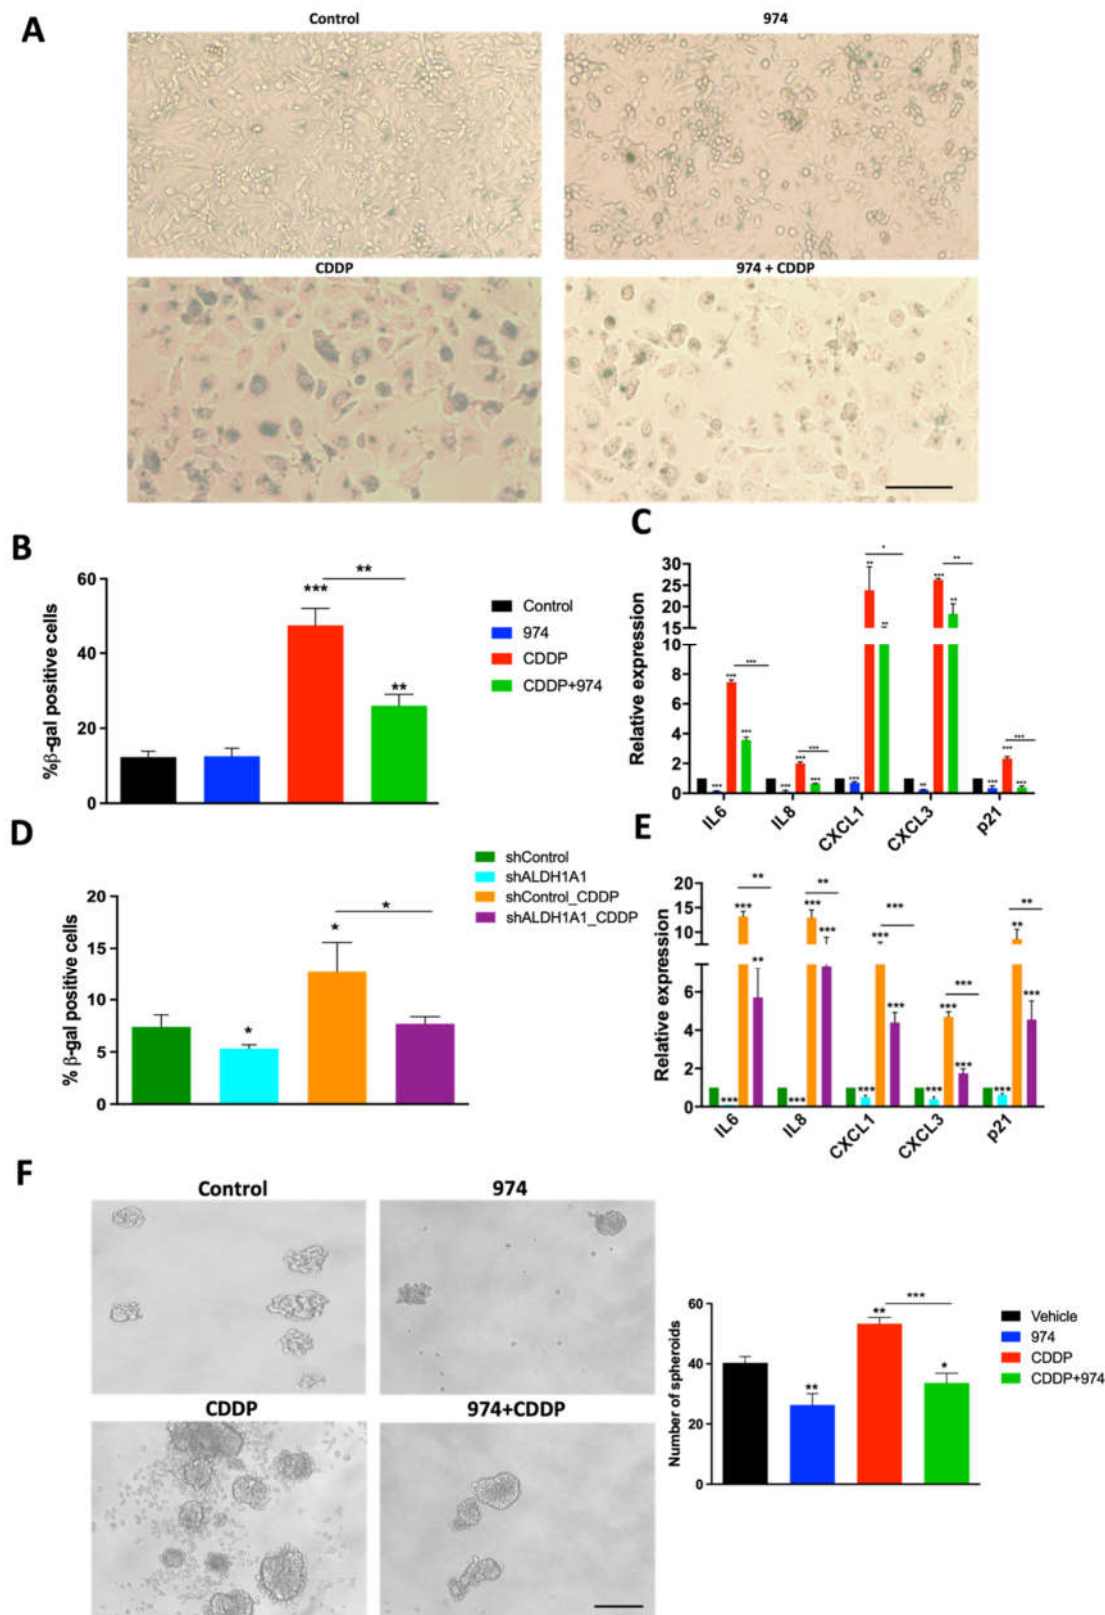 A
Control
974
CDDP
974 + CDDP
B
%β-gal positive cells
60
40
20
0
***
**
**
Control
974
CDDP
CDDP+974
C
Relative expression
30
25
20
15
10
8
6
4
2
0
***
***
***
***
***
***
***
***
**
**
*
**
***
**
**
***
***
***
***
IL6
IL8
CXCL1
CXCL3
p21
D
% β-gal positive cells
20
15
10
5
0
*
*
*
shControl
shALDH1A1
shControl_CDDP
shALDH1A1_CDDP
E
Relative expression
20
15
10
6
4
2
0
***
***
**
**
***
***
***
**
***
***
***
***
***
***
***
***
**
***
**
IL6
IL8
CXCL1
CXCL3
p21
F
Control
974
CDDP
974+CDDP
Number of spheroids
60
40
20
0
**
**
***
*
Vehicle
974
CDDP
CDDP+974